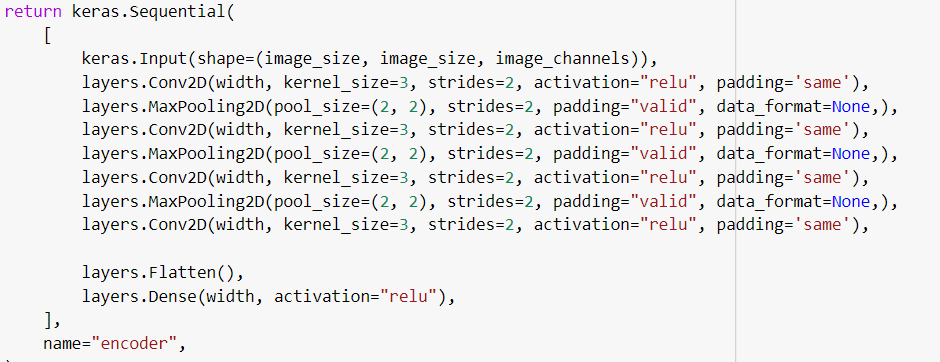 return keras.Sequential(
    [
        keras.Input(shape=(image_size, image_size, image_channels)),
        layers.Conv2D(width, kernel_size=3, strides=2, activation="relu", padding='same'),
        layers.MaxPooling2D(pool_size=(2, 2), strides=2, padding="valid", data_format=None,),
        layers.Conv2D(width, kernel_size=3, strides=2, activation="relu", padding='same'),
        layers.MaxPooling2D(pool_size=(2, 2), strides=2, padding="valid", data_format=None,),
        layers.Conv2D(width, kernel_size=3, strides=2, activation="relu", padding='same'),
        layers.MaxPooling2D(pool_size=(2, 2), strides=2, padding="valid", data_format=None,),
        layers.Conv2D(width, kernel_size=3, strides=2, activation="relu", padding='same'),

        layers.Flatten(),
        layers.Dense(width, activation="relu"),
    ],
    name="encoder",